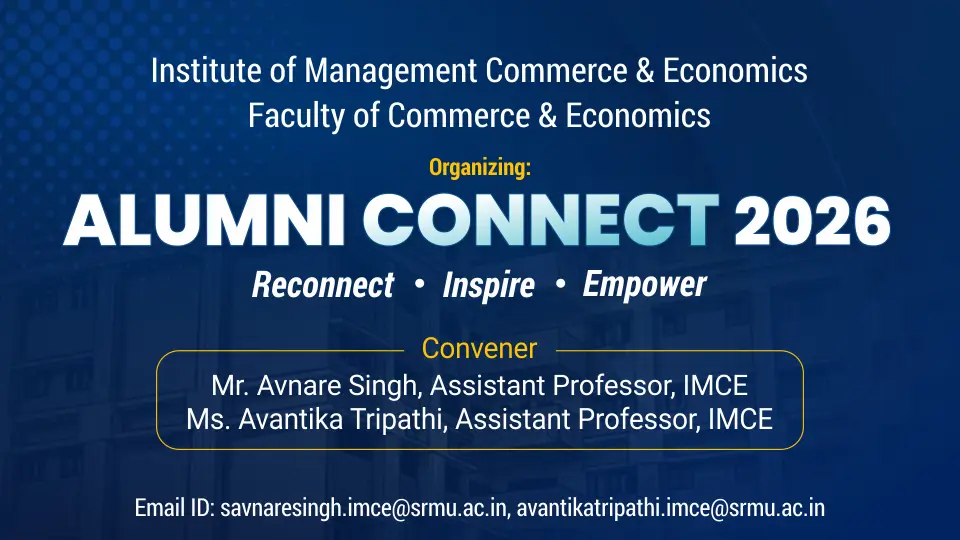 Institute of Management Commerce & Economics
Faculty of Commerce & Economics
Organizing:
ALUMNI CONNECT 2026
Reconnect • Inspire • Empower
Convener
Mr. Avnare Singh, Assistant Professor, IMCE
Ms. Avantika Tripathi, Assistant Professor, IMCE
Email ID: savnaresingh.imce@srmu.ac.in, avantikatripathi.imce@srmu.ac.in